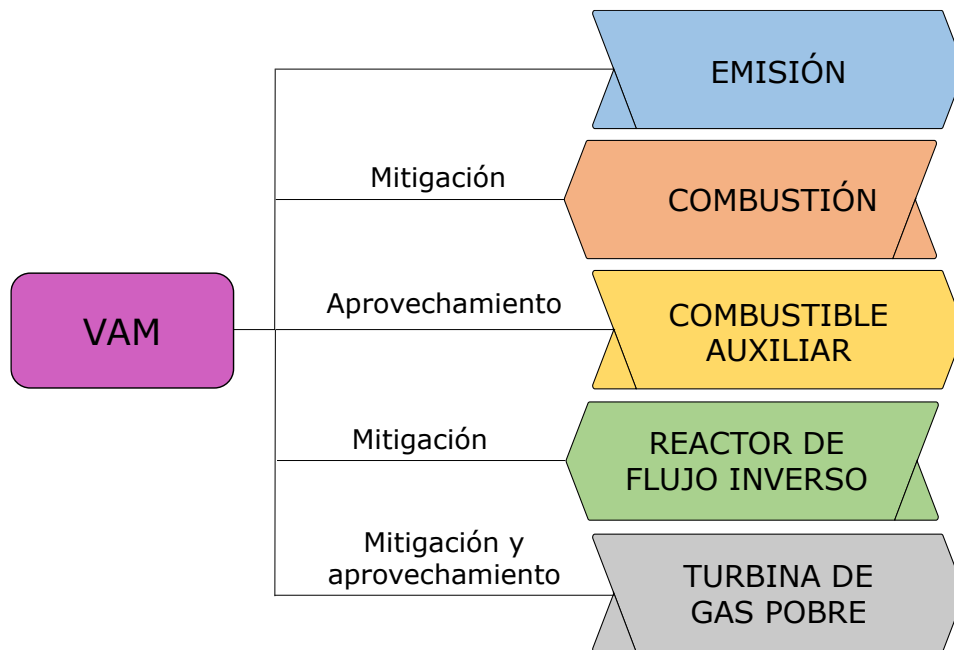 EMISIÓN
Mitigación
COMBUSTIÓN
VAM
Aprovechamiento
COMBUSTIBLE
AUXILIAR
Mitigación
REACTOR DE
FLUJO INVERSO
Mitigación y
aprovechamiento
TURBINA DE
GAS POBRE